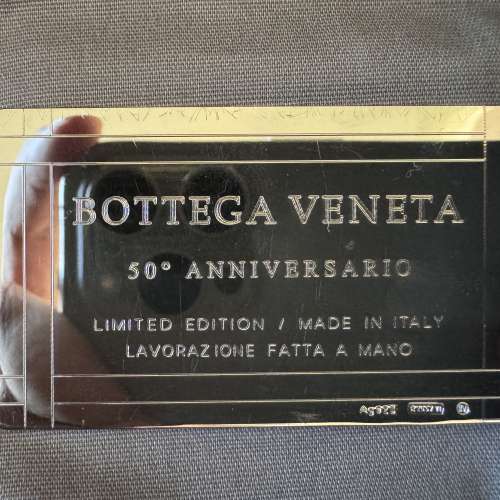 BOTTEGA VENETA
50° ANNIVERSARIO
LIMITED EDITION / MADE IN ITALY
LAVORAZIONE FATTA A MANO